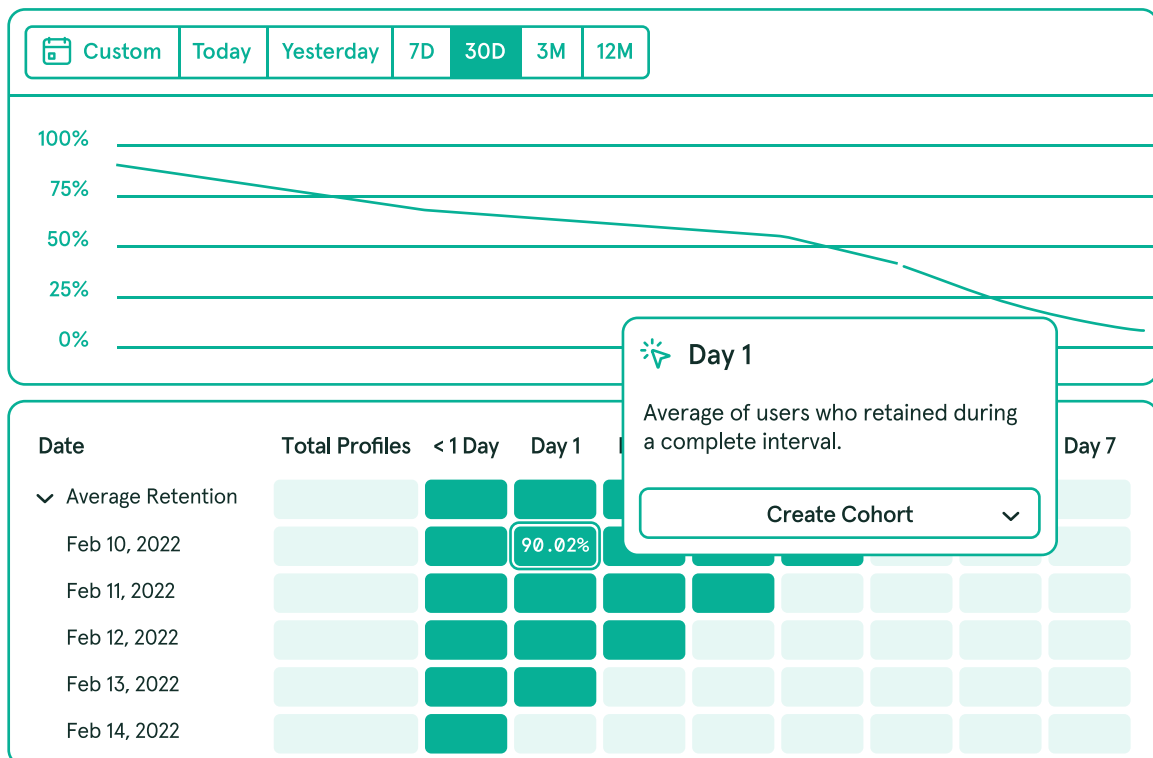 Custom Today Yesterday 7D 30D 3M 12M
100%
75%
50%
25%
0%
Day 1
Average of users who retained during
a complete interval.
Create Cohort
Date Total Profiles < 1 Day Day 1 Day 7
Average Retention
Feb 10, 2022 90.02%
Feb 11, 2022
Feb 12, 2022
Feb 13, 2022
Feb 14, 2022